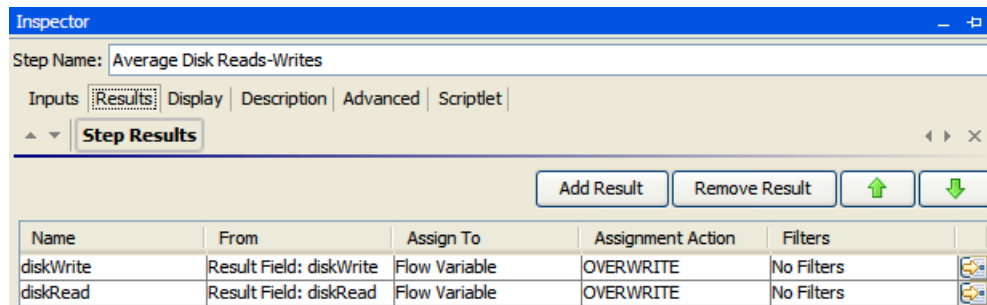 Inspector
Step Name: Average Disk Reads-Writes
Inputs Results Display Description Advanced Scriptlet
Step Results
Add Result Remove Result
Name From Assign To Assignment Action Filters
diskWrite Result Field: diskWrite Flow Variable OVERWRITE No Filters
diskRead Result Field: diskRead Flow Variable OVERWRITE No Filters